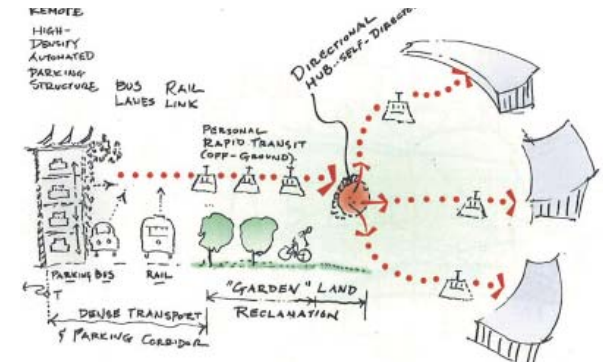 REMOTE
HIGH-
DENSITY
AUTOMATED
PARKING
STRUCTURE
BUS
LANES
RAIL
LINK
PERSONAL
RAPID TRANSIT
(OFF-GROUND)
DIRECTIONAL
HUB--SELF-DIRECT
PARKING
BUS
RAIL
T
DENSE TRANSPORT
& PARKING CORRIDOR
"GARDEN" LAND
RECLAMATION